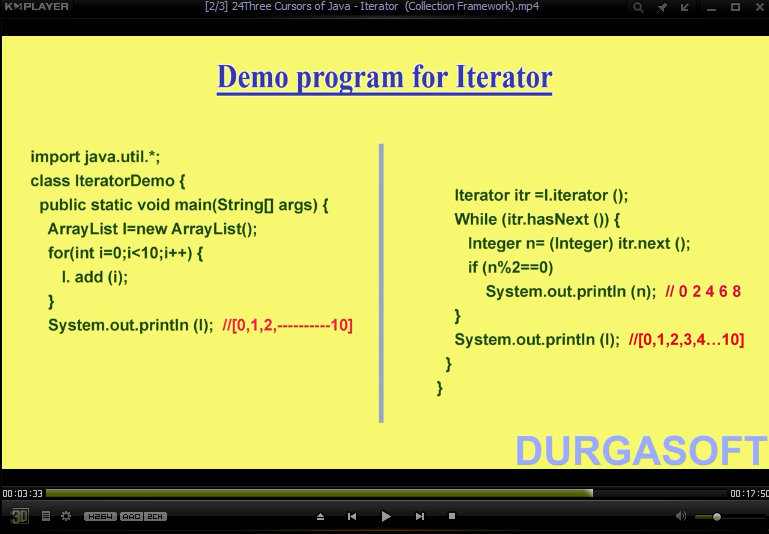 KMPLAYER
[2/3] 24Three Cursors of Java - Iterator (Collection Framework).mp4
Demo program for Iterator
import java.util.*;
class IteratorDemo {
public static void main(String[] args) {
ArrayList l=new ArrayList();
for(int i=0;i<10;i++) {
l. add (i);
}
System.out.println (l); //[0,1,2,----------10]
Iterator itr =l.iterator ();
While (itr.hasNext ()) {
Integer n= (Integer) itr.next ();
if (n%2==0)
System.out.println (n); // 0 2 4 6 8
}
System.out.println (l); //[0,1,2,3,4...10]
}
}
DURGASOFT
00:03:33
00:17:50
3D
H264 AAC 2CH